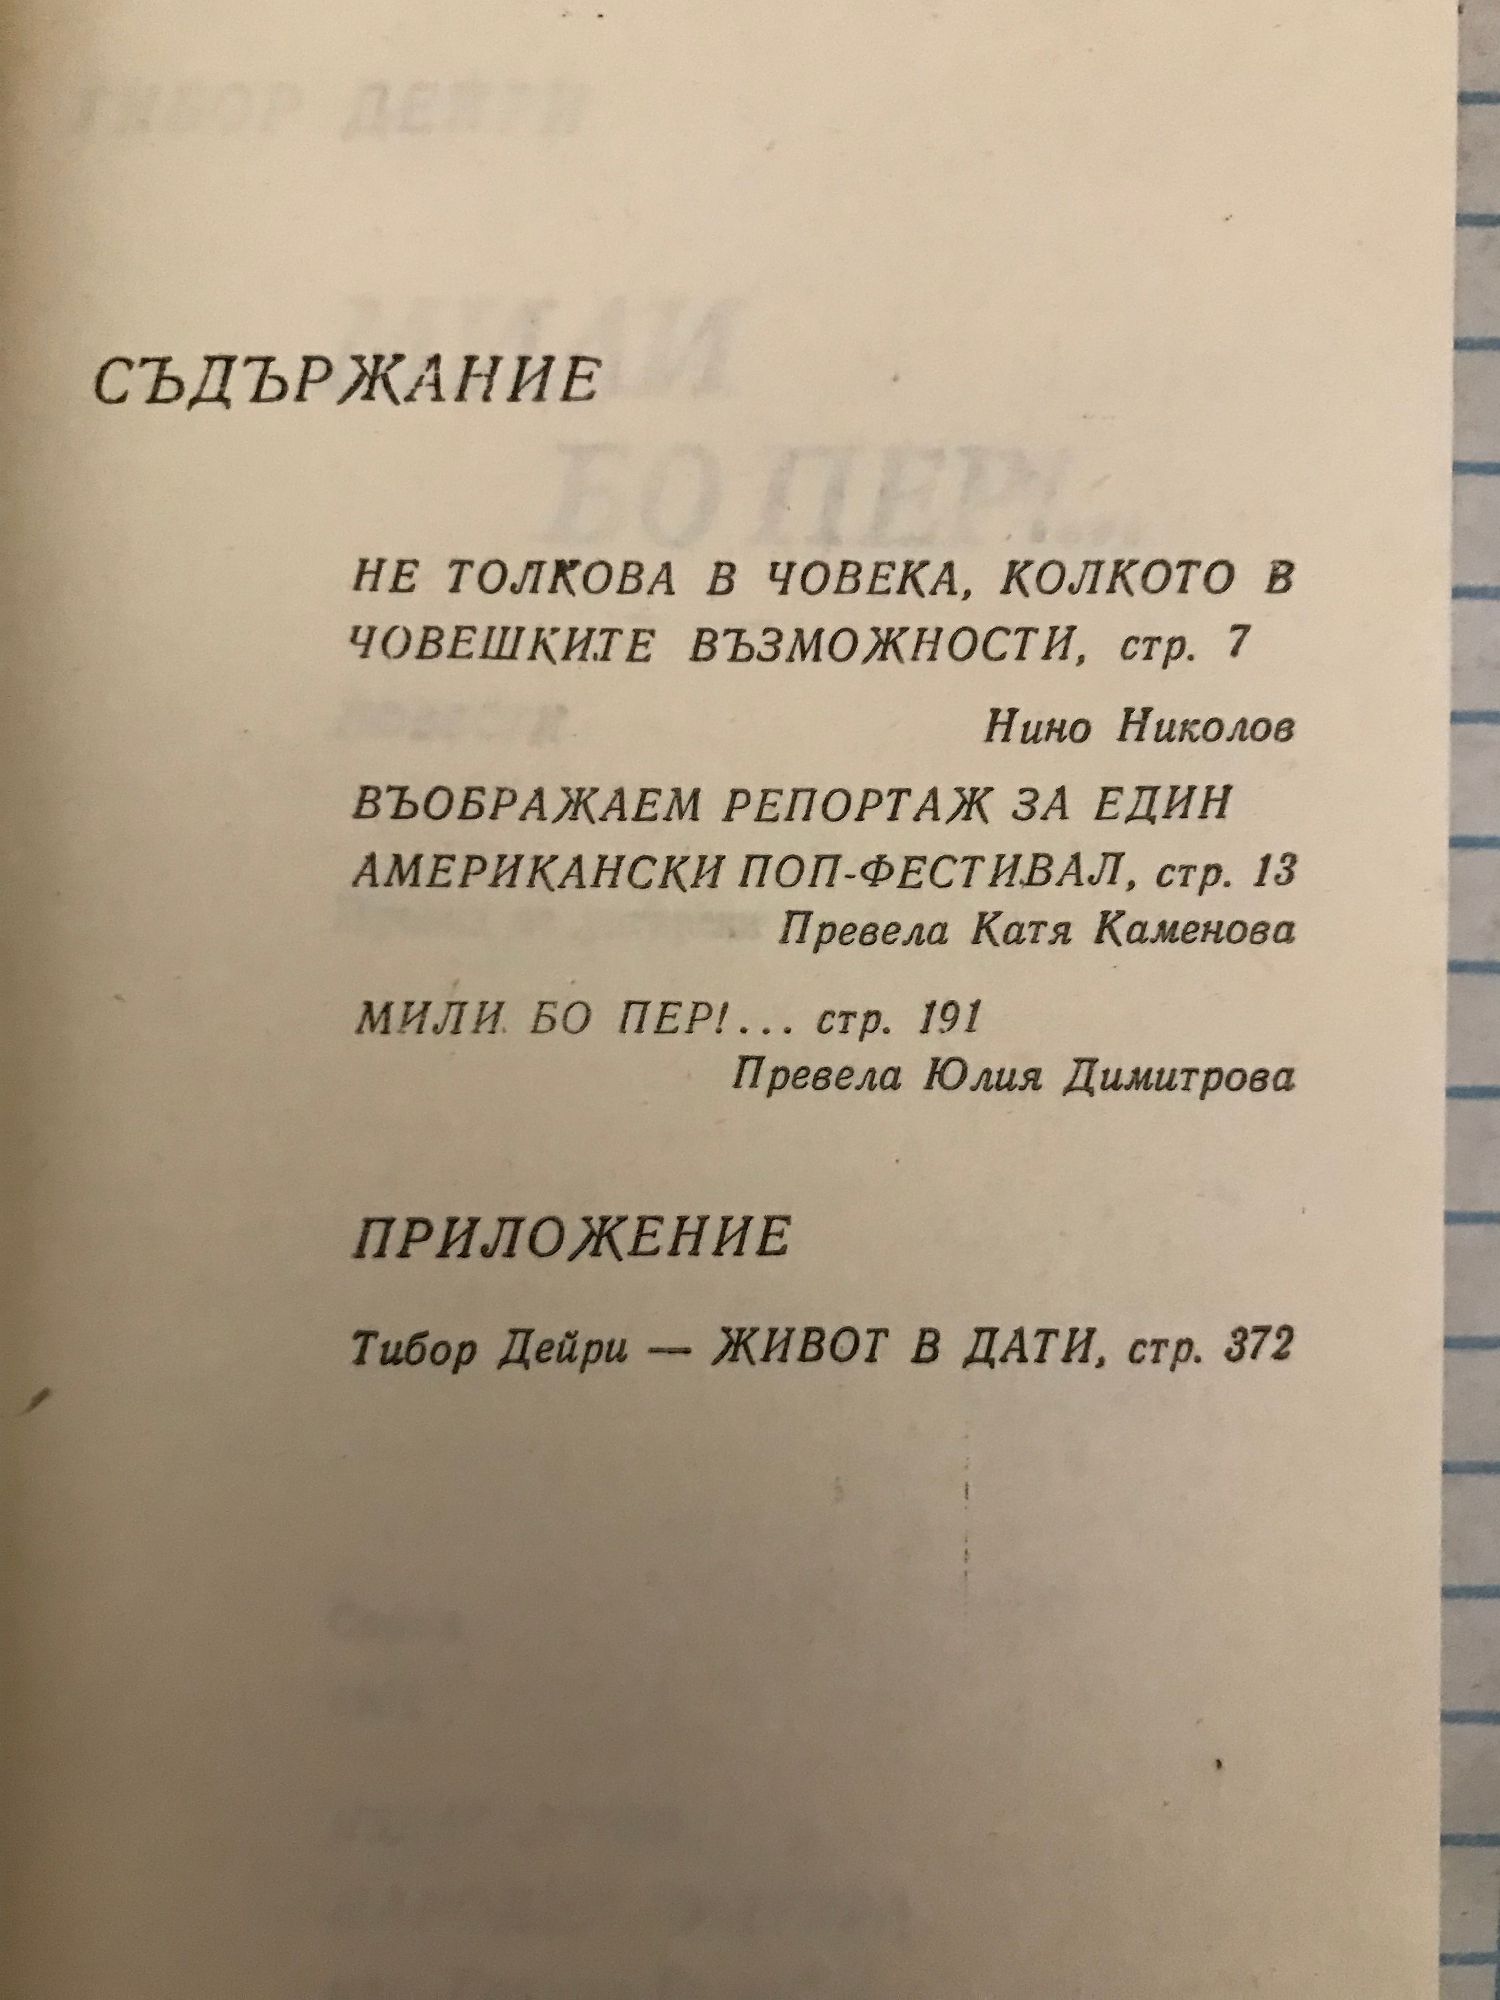 СЪДЪРЖАНИЕ
НЕ ТОЛКОВА В ЧОВЕКА, КОЛКОТО В
ЧОВЕШКИТЕ ВЪЗМОЖНОСТИ, стр. 7
Нино Николов
ВЪОБРАЖАЕМ РЕПОРТАЖ ЗА ЕДИН
АМЕРИКАНСКИ ПОП-ФЕСТИВАЛ, стр. 13
Превела Катя Каменова
МИЛИ БО ПЕР!... стр. 191
Превела Юлия Димитрова
ПРИЛОЖЕНИЕ
Тибор Дейри — ЖИВОТ В ДАТИ, стр. 372